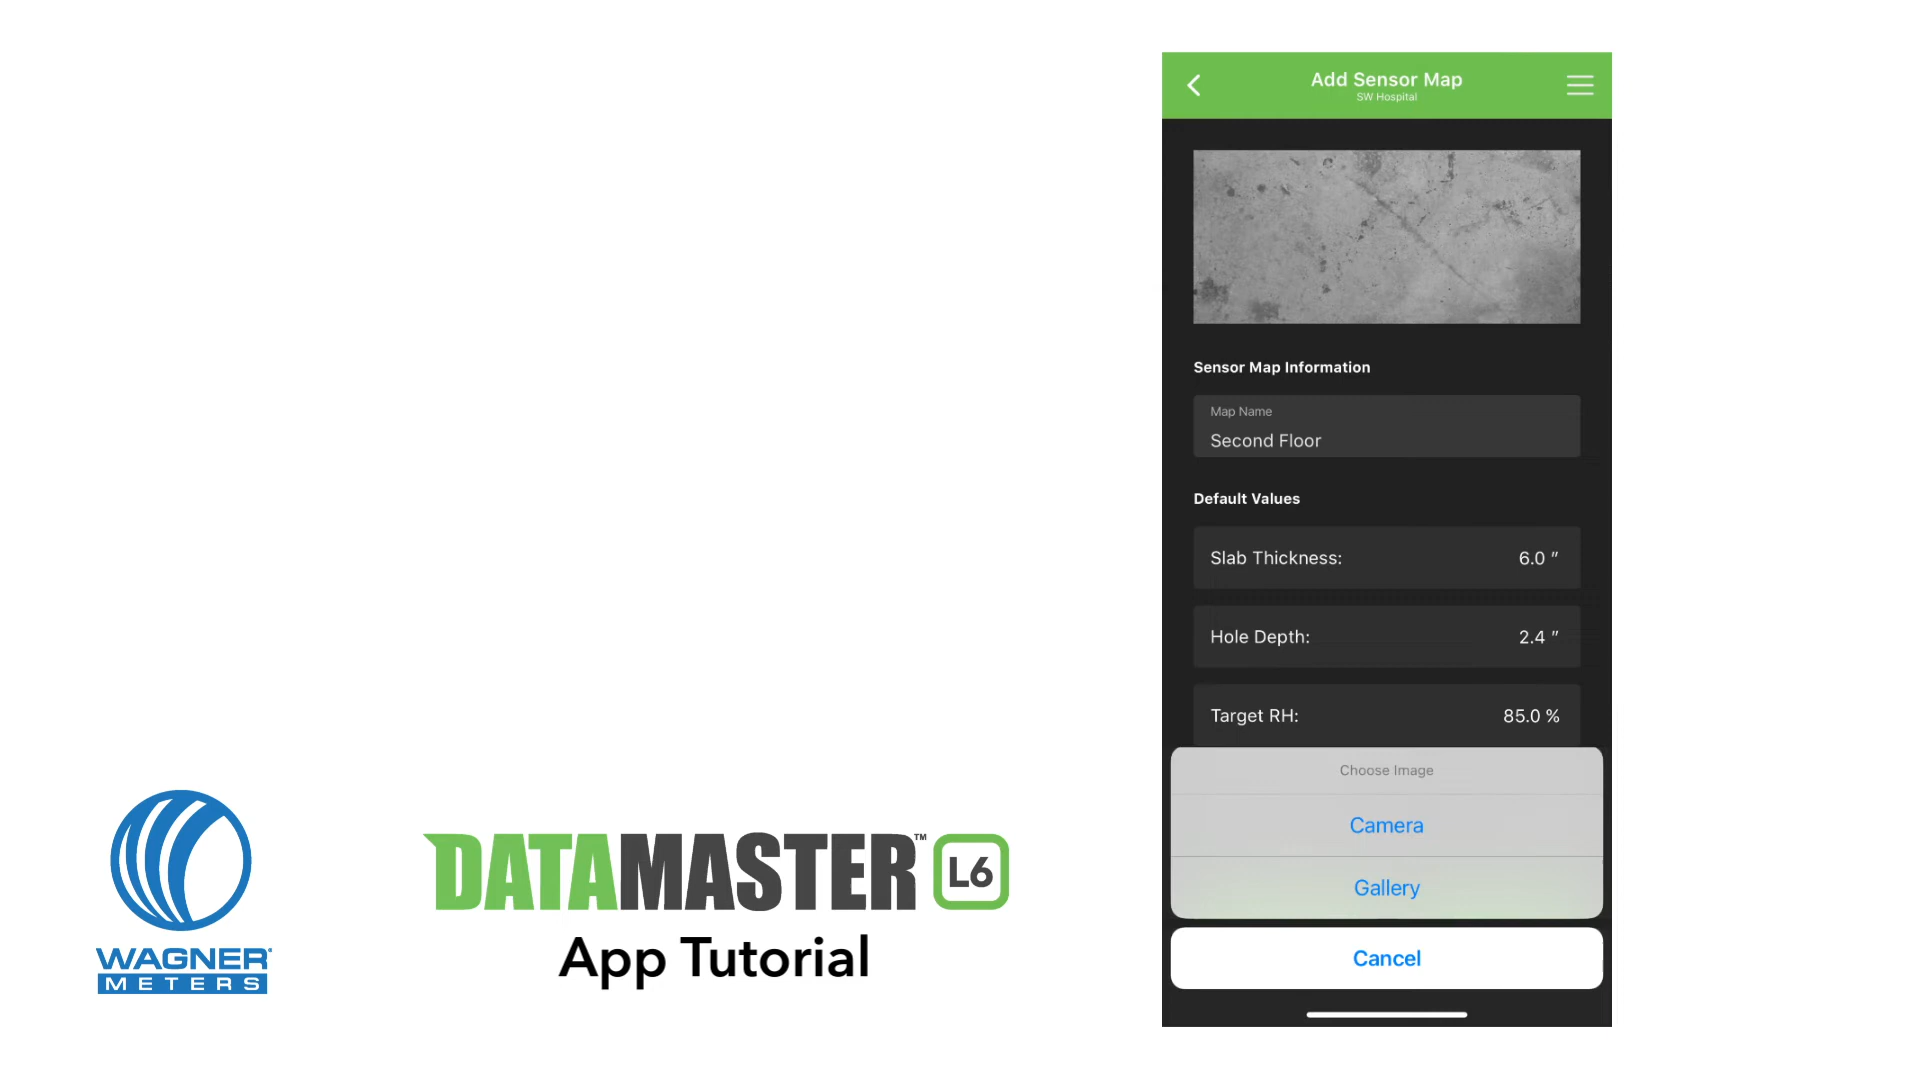 Add Sensor Map
SW Hospital
Sensor Map Information
Map Name
Second Floor
Default Values
Slab Thickness: 6.0 ″
Hole Depth: 2.4 ″
Target RH: 85.0 %
Choose Image
Camera
Gallery
Cancel
WAGNER®
METERS
DATAMASTER™ L6
App Tutorial